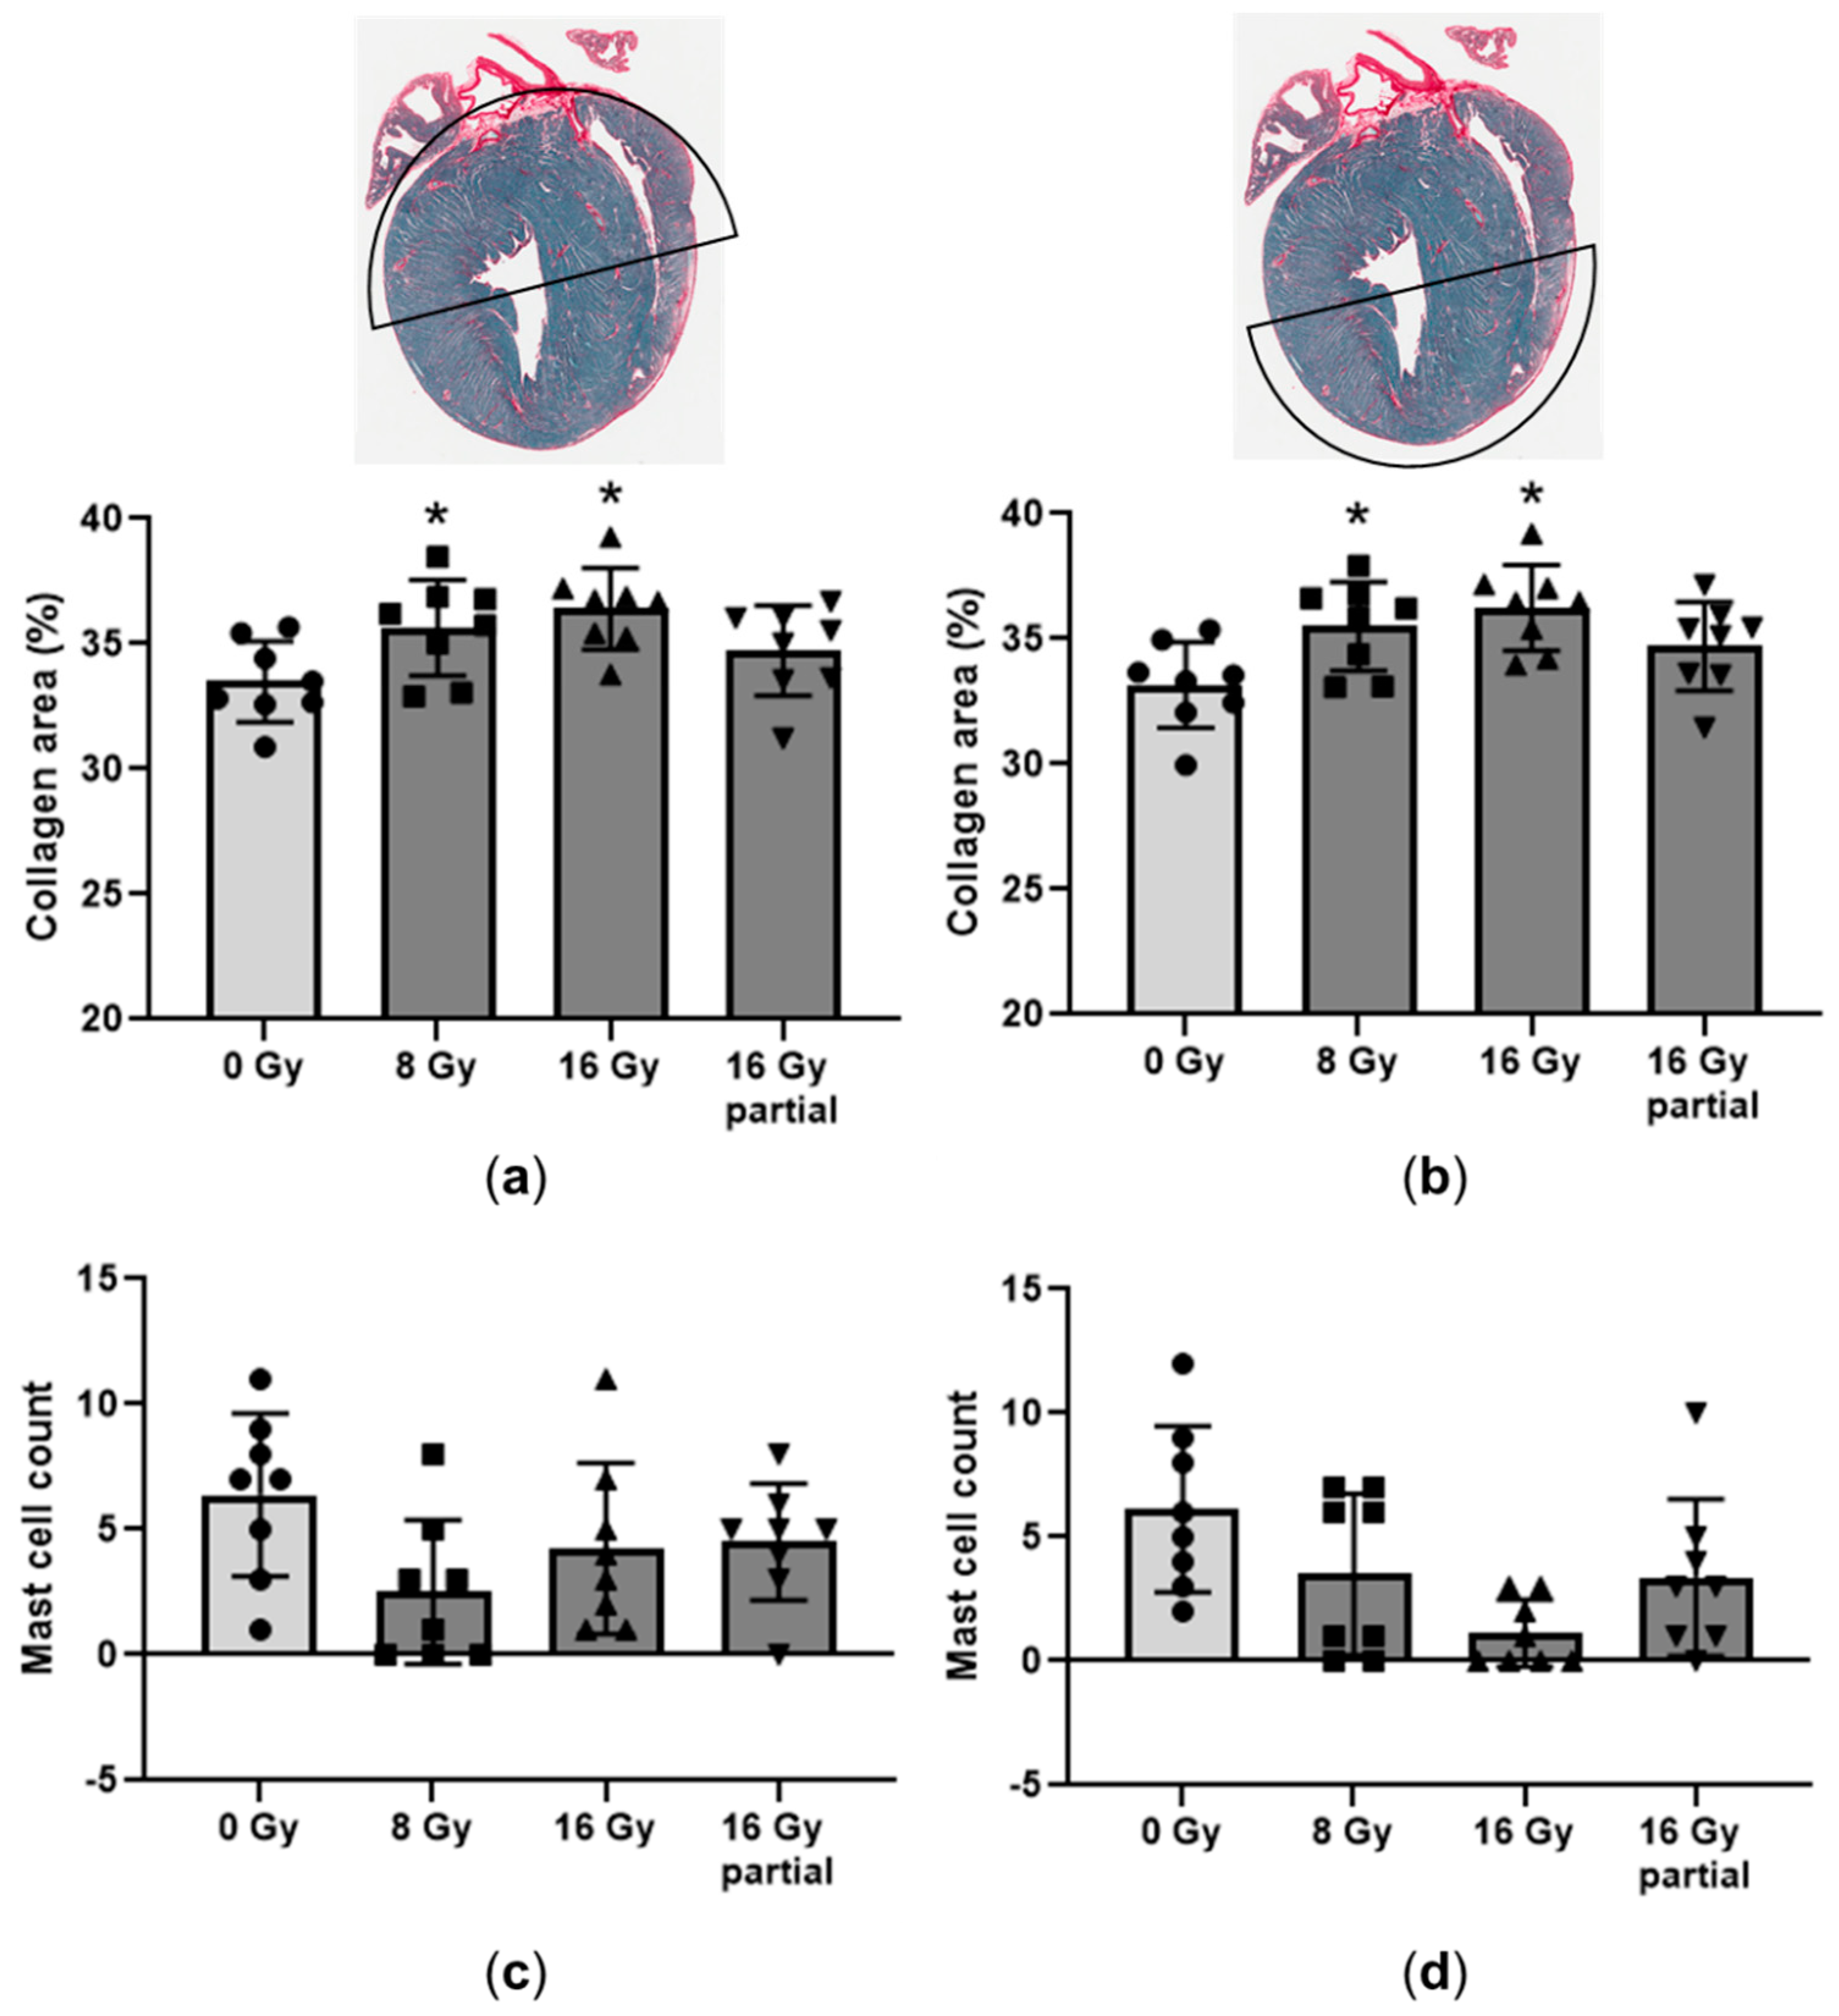 *
*
40
35
30
25
20
Collagen area (%)
0 Gy
8 Gy
16 Gy
16 Gy
partial
(a)
*
*
40
35
30
25
20
Collagen area (%)
0 Gy
8 Gy
16 Gy
16 Gy
partial
(b)
15
10
5
0
-5
Mast cell count
0 Gy
8 Gy
16 Gy
16 Gy
partial
(c)
15
10
5
0
-5
Mast cell count
0 Gy
8 Gy
16 Gy
16 Gy
partial
(d)